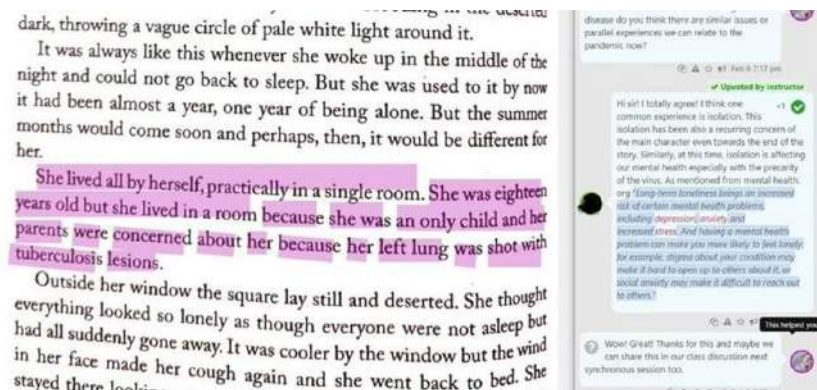 dark, throwing a vague circle of pale white light around it.
It was always like this whenever she woke up in the middle of the
night and could not go back to sleep. But she was used to it by now
it had been almost a year, one year of being alone. But the summer
months would come soon and perhaps, then, it would be different for
her.
She lived all by herself, practically in a single room. She was eighteen
years old but she lived in a room because she was an only child and her
parents were concerned about her because her left lung was shot with
tuberculosis lesions.
Outside her window the square lay still and deserted. She thought
everything looked so lonely as though everyone were not asleep but
had all suddenly gone away. It was cooler by the window but the wind
in her face made her cough again and she went back to bed. She
stayed there
disease do you think there are similar issues or
parallel experiences we can relate to the
pandemic now?
Feb 9 7:17 pm
Upvoted by instructor
+1
Hi sir! I totally agree! I think one
common experience is isolation. This
isolation has been also a recurring concern of
the main character even towards the end of the
story. Similarly, at this time, isolation is affecting
our mental health especially with the precarity
of the virus. As mentioned from mental health.
org "Long-term loneliness brings an increased
risk of certain mental health problems,
including depression, anxiety and
increased stress. And having a mental health
problem can make you more likely to feel lonely;
for example, stigma about your condition may
make it hard to open up to others about it, or
social anxiety may make it difficult to reach out
to others."
This helped you
Wow! Great! Thanks for this and maybe we
can share this in our class discussion next
synchronous session too.